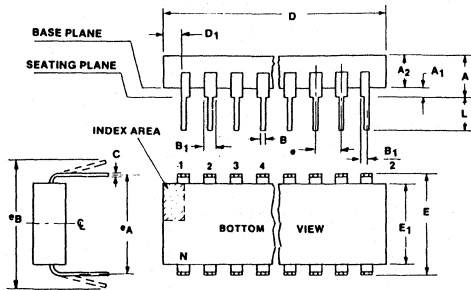 D
D1
BASE PLANE
SEATING PLANE
A2
A1
A
L
B1
B
e
B1
2
INDEX AREA
C
1 2 3 4
eB
℄
eA
BOTTOM VIEW
E1
E
N